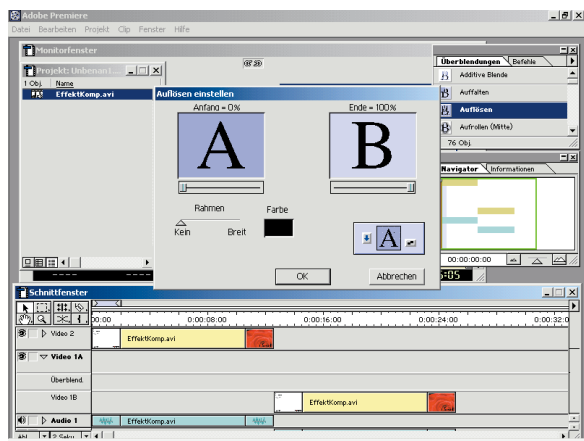 Adobe Premiere
Datei Bearbeiten Projekt Clip Fenster Hilfe
Monitorfenster
Projekt: Unbenan1....
1 Obj. Name
EffektKomp.avi
Überblendungen Befehle
Additive Blende
Auffalten
Auflösen
Aufrollen (Mitte)
76 Obj.
Auflösen einstellen
Anfang = 0% Ende = 100%
A B
Rahmen Farbe
Kein Breit
A
OK Abbrechen
Navigator Informationen
00:00:00:00
5:05
Schnittfenster
0:00 0:00:08:00 0:00:16:00 0:00:24:00 0:00:32:0
Video 2 EffektKomp.avi
Video 1A
Überblend.
Video 1B EffektKomp.avi
Audio 1 EffektKomp.avi